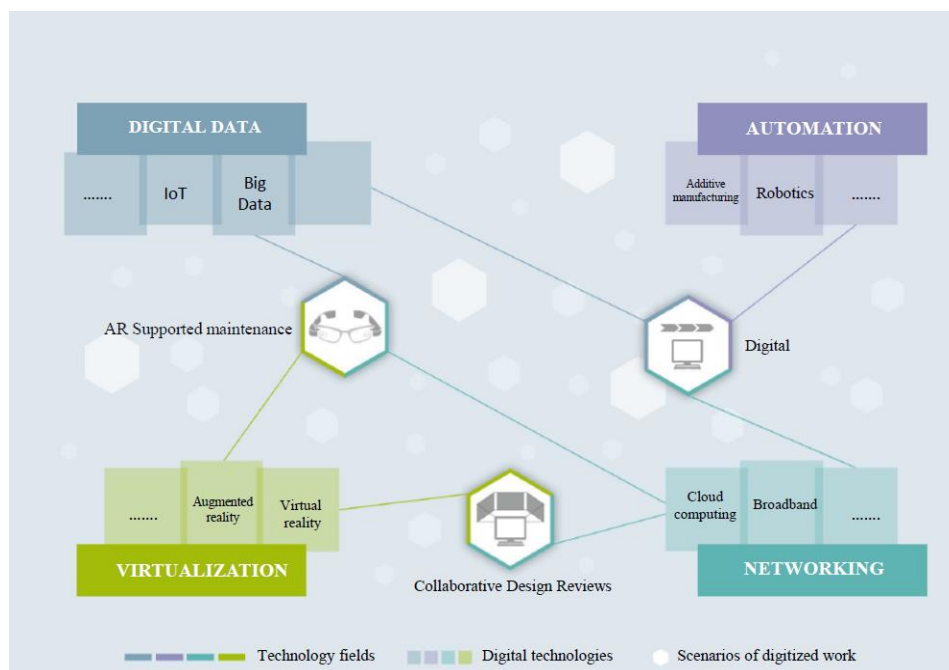 DIGITAL DATA
.......
IoT
Big
Data
AUTOMATION
Additive
manufacturing
Robotics
.......
AR Supported maintenance
Digital
.......
Augmented
reality
Virtual
reality
VIRTUALIZATION
Collaborative Design Reviews
Cloud
computing
Broadband
.......
NETWORKING
Technology fields
Digital technologies
Scenarios of digitized work